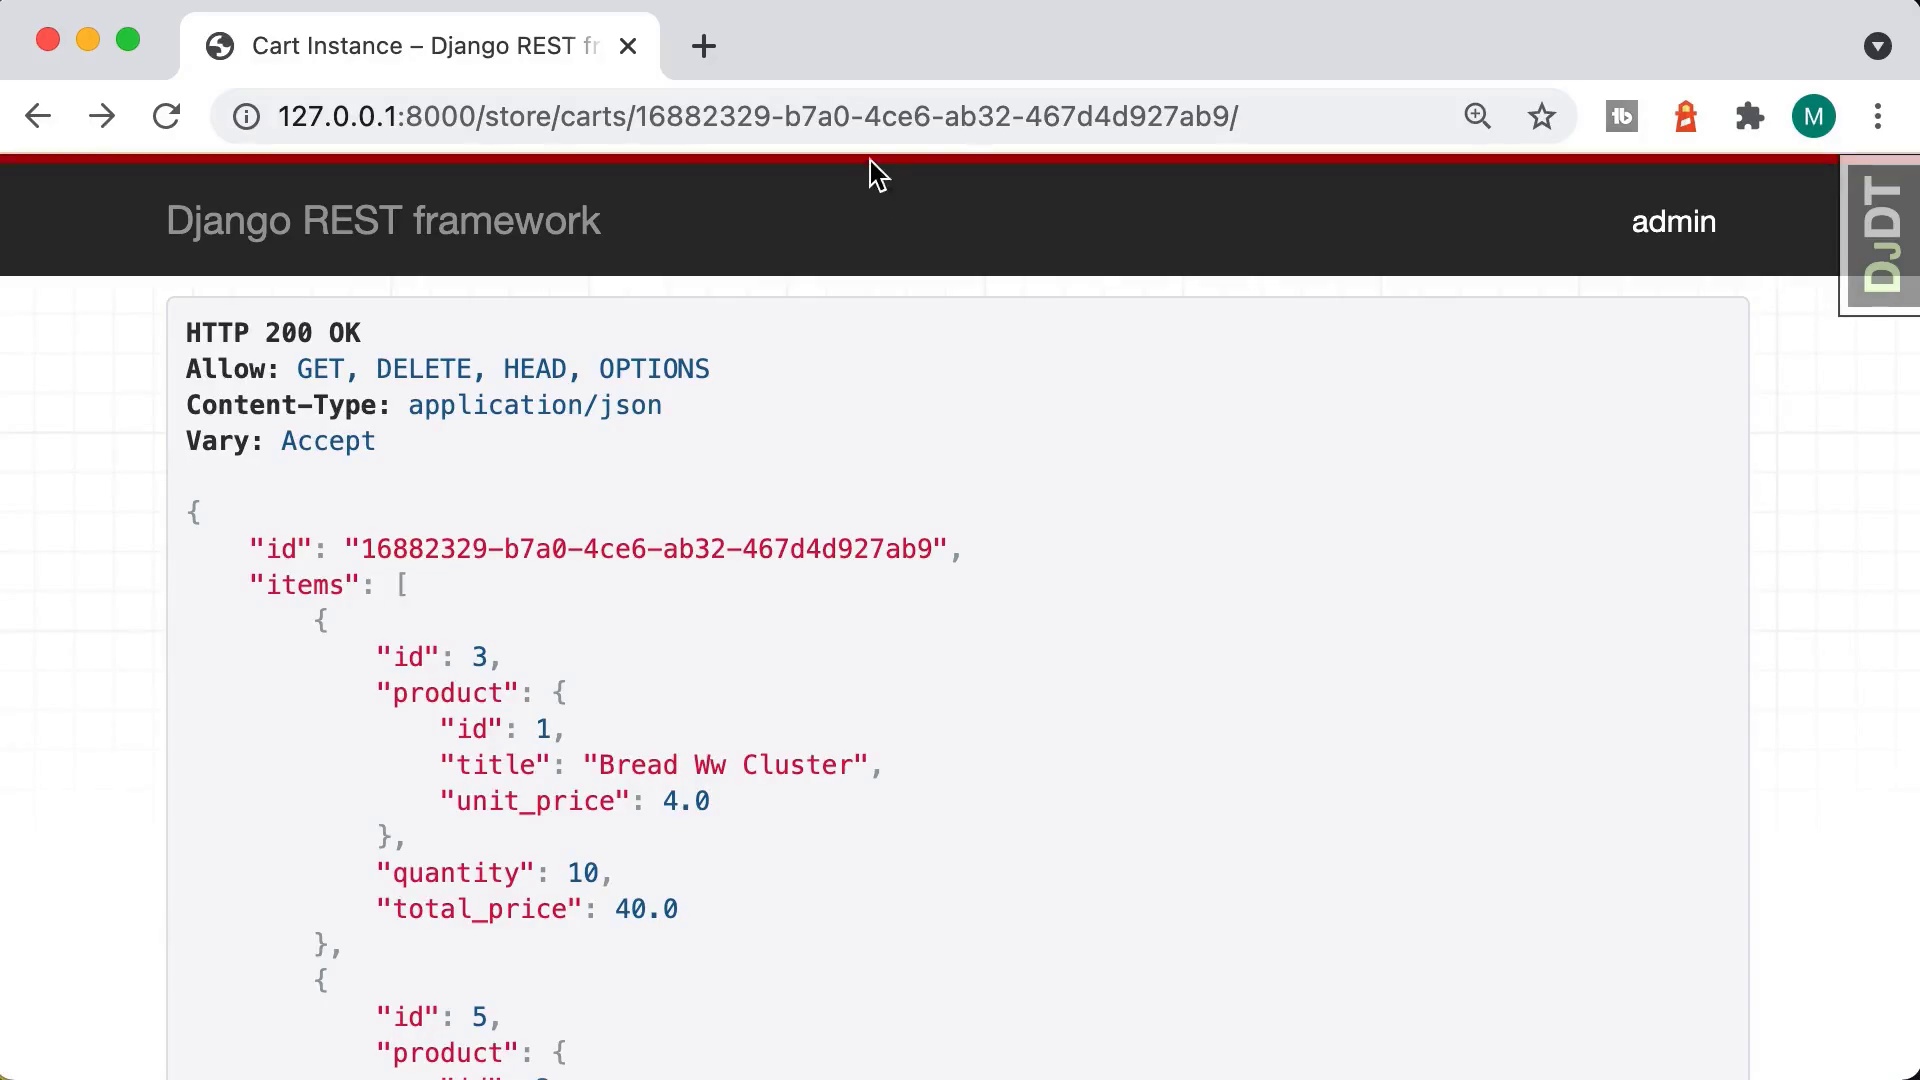 Cart Instance – Django REST fr
127.0.0.1:8000/store/carts/16882329-b7a0-4ce6-ab32-467d4d927ab9/
tb
M
Django REST framework
admin
DJDT
HTTP 200 OK
Allow: GET, DELETE, HEAD, OPTIONS
Content-Type: application/json
Vary: Accept
{
"id": "16882329-b7a0-4ce6-ab32-467d4d927ab9",
"items": [
{
"id": 3,
"product": {
"id": 1,
"title": "Bread Ww Cluster",
"unit_price": 4.0
},
"quantity": 10,
"total_price": 40.0
},
{
"id": 5,
"product": {